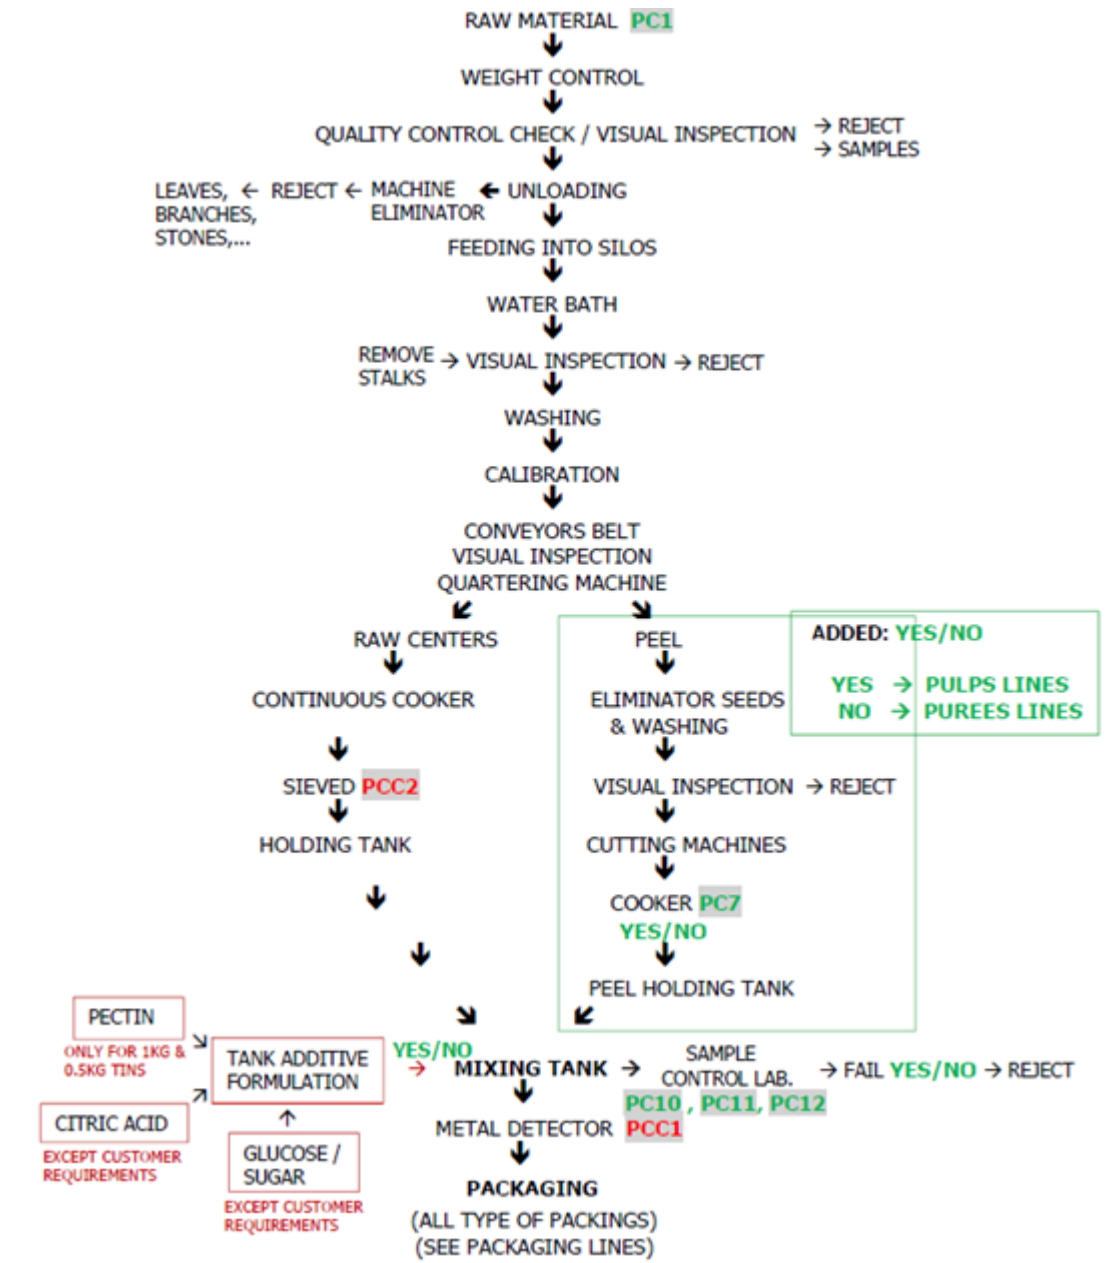 RAW MATERIAL PC1
WEIGHT CONTROL
QUALITY CONTROL CHECK / VISUAL INSPECTION → REJECT
→ SAMPLES
LEAVES, ← REJECT ← MACHINE ← UNLOADING
BRANCHES, ELIMINATOR
STONES,...
FEEDING INTO SILOS
WATER BATH
REMOVE → VISUAL INSPECTION → REJECT
STALKS
WASHING
CALIBRATION
CONVEYORS BELT
VISUAL INSPECTION
QUARTERING MACHINE
RAW CENTERS
CONTINUOUS COOKER
SIEVED PCC2
HOLDING TANK
PEEL
ELIMINATOR SEEDS
& WASHING
VISUAL INSPECTION → REJECT
CUTTING MACHINES
COOKER PC7
YES/NO
PEEL HOLDING TANK
ADDED: YES/NO
YES → PULPS LINES
NO → PUREES LINES
PECTIN
ONLY FOR 1KG &
0.5KG TINS
CITRIC ACID
EXCEPT CUSTOMER
REQUIREMENTS
TANK ADDITIVE
FORMULATION
GLUCOSE /
SUGAR
EXCEPT CUSTOMER
REQUIREMENTS
YES/NO
→ MIXING TANK → SAMPLE
CONTROL LAB. → FAIL YES/NO → REJECT
PC10 , PC11, PC12
METAL DETECTOR PCC1
PACKAGING
(ALL TYPE OF PACKINGS)
(SEE PACKAGING LINES)